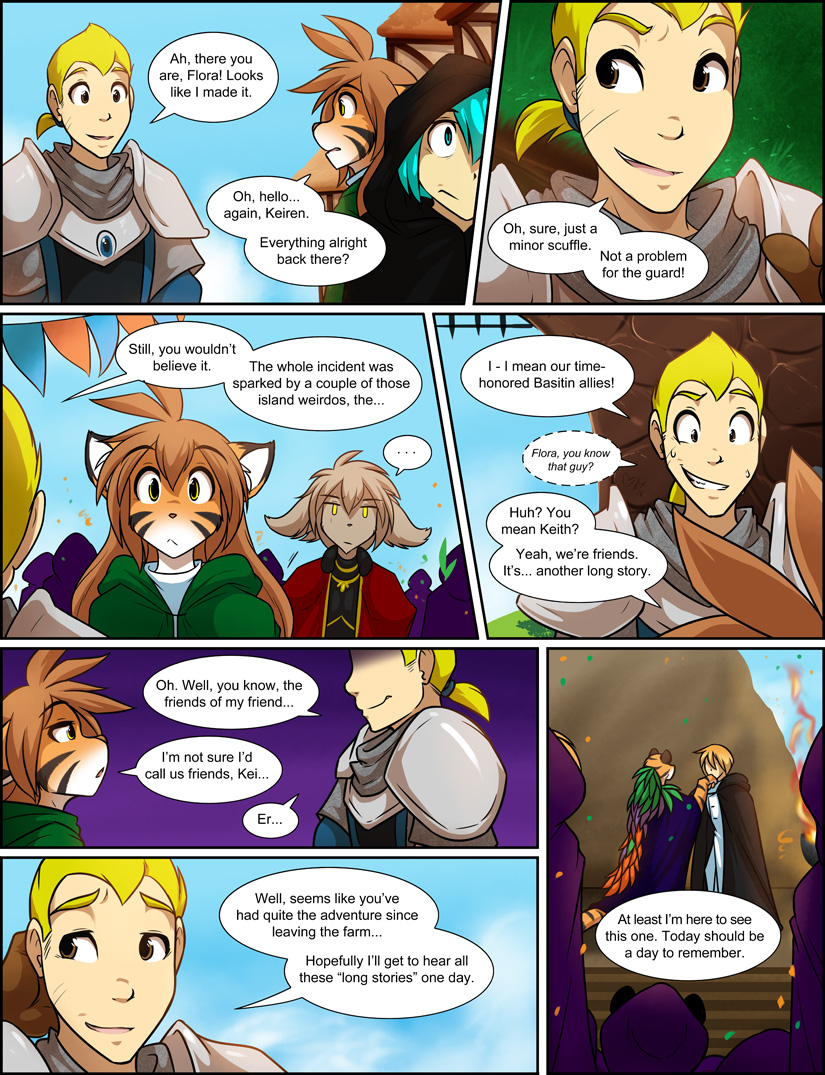 Ah, there you
are, Flora! Looks
like I made it.
Oh, hello...
again, Keiren.
Everything alright
back there?
Oh, sure, just a
minor scuffle.
Not a problem
for the guard!
Still, you wouldn't
believe it.
The whole incident was
sparked by a couple of those
island weirdos, the...
. . .
I - I mean our time-
honored Basitin allies!
Flora, you know
that guy?
Huh? You
mean Keith?
Yeah, we're friends.
It's... another long story.
Oh. Well, you know, the
friends of my friend...
I'm not sure I'd
call us friends, Kei...
Er...
Well, seems like you've
had quite the adventure since
leaving the farm...
Hopefully I'll get to hear all
these “long stories” one day.
At least I'm here to see
this one. Today should be
a day to remember.